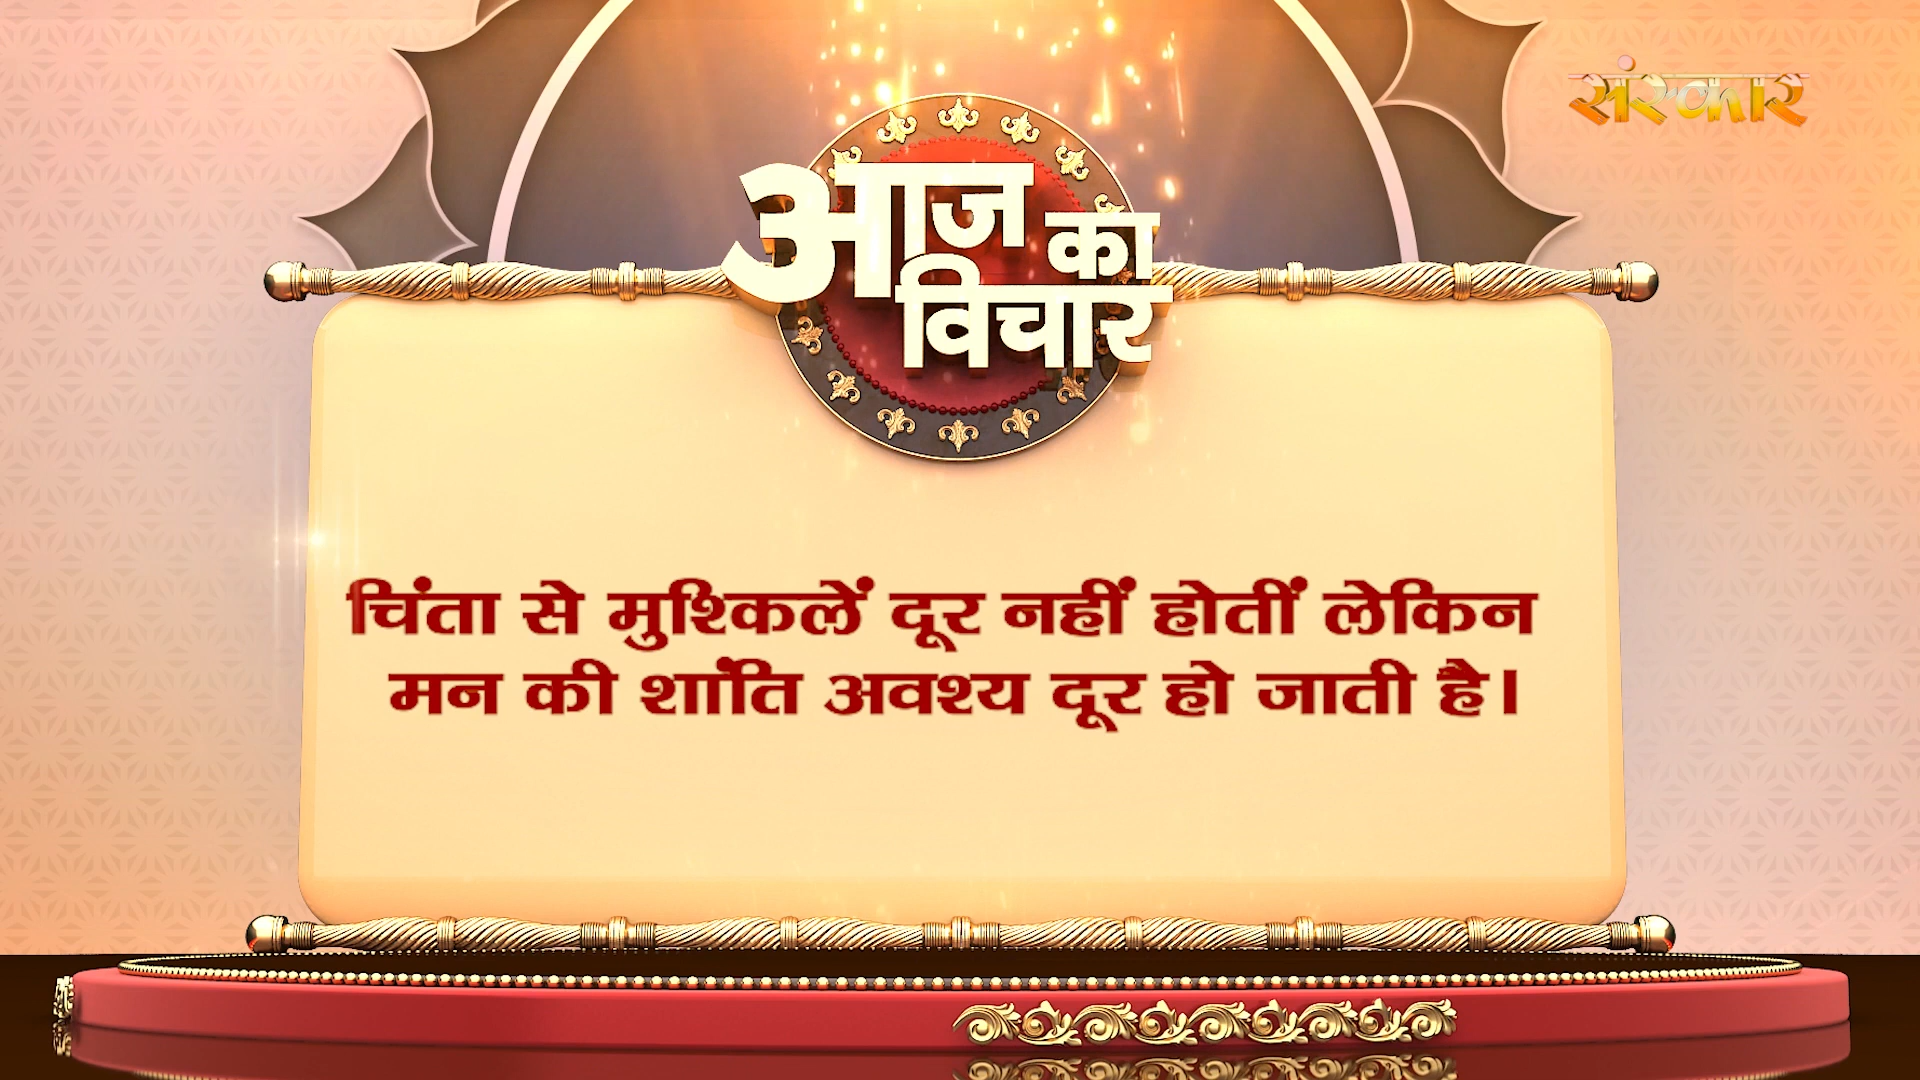 संस्कार
आज का
विचार
चिंता से मुश्किलें दूर नहीं होतीं लेकिन
मन की शांति अवश्य दूर हो जाती है।